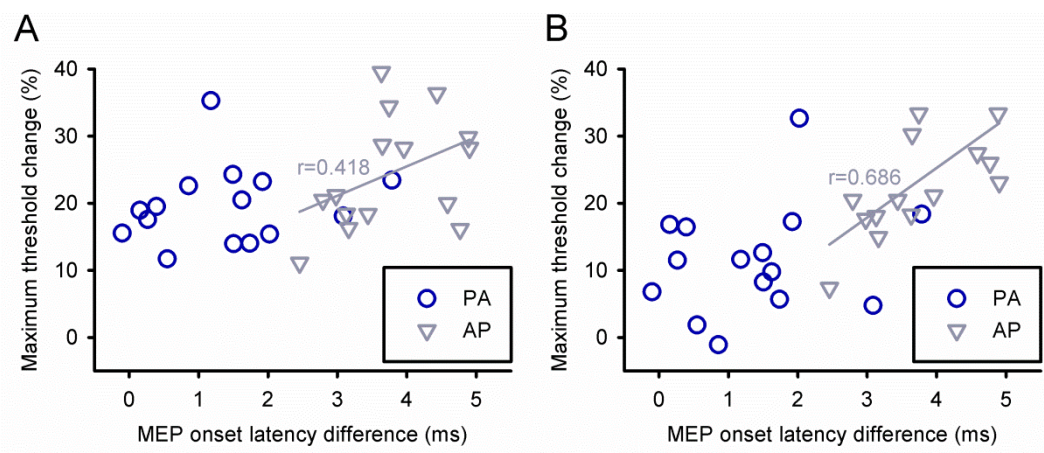 A
Maximum threshold change (%)
40
30
20
10
0
r=0.418
PA
AP
0 1 2 3 4 5
MEP onset latency difference (ms)
B
Maximum threshold change (%)
40
30
20
10
0
r=0.686
PA
AP
0 1 2 3 4 5
MEP onset latency difference (ms)